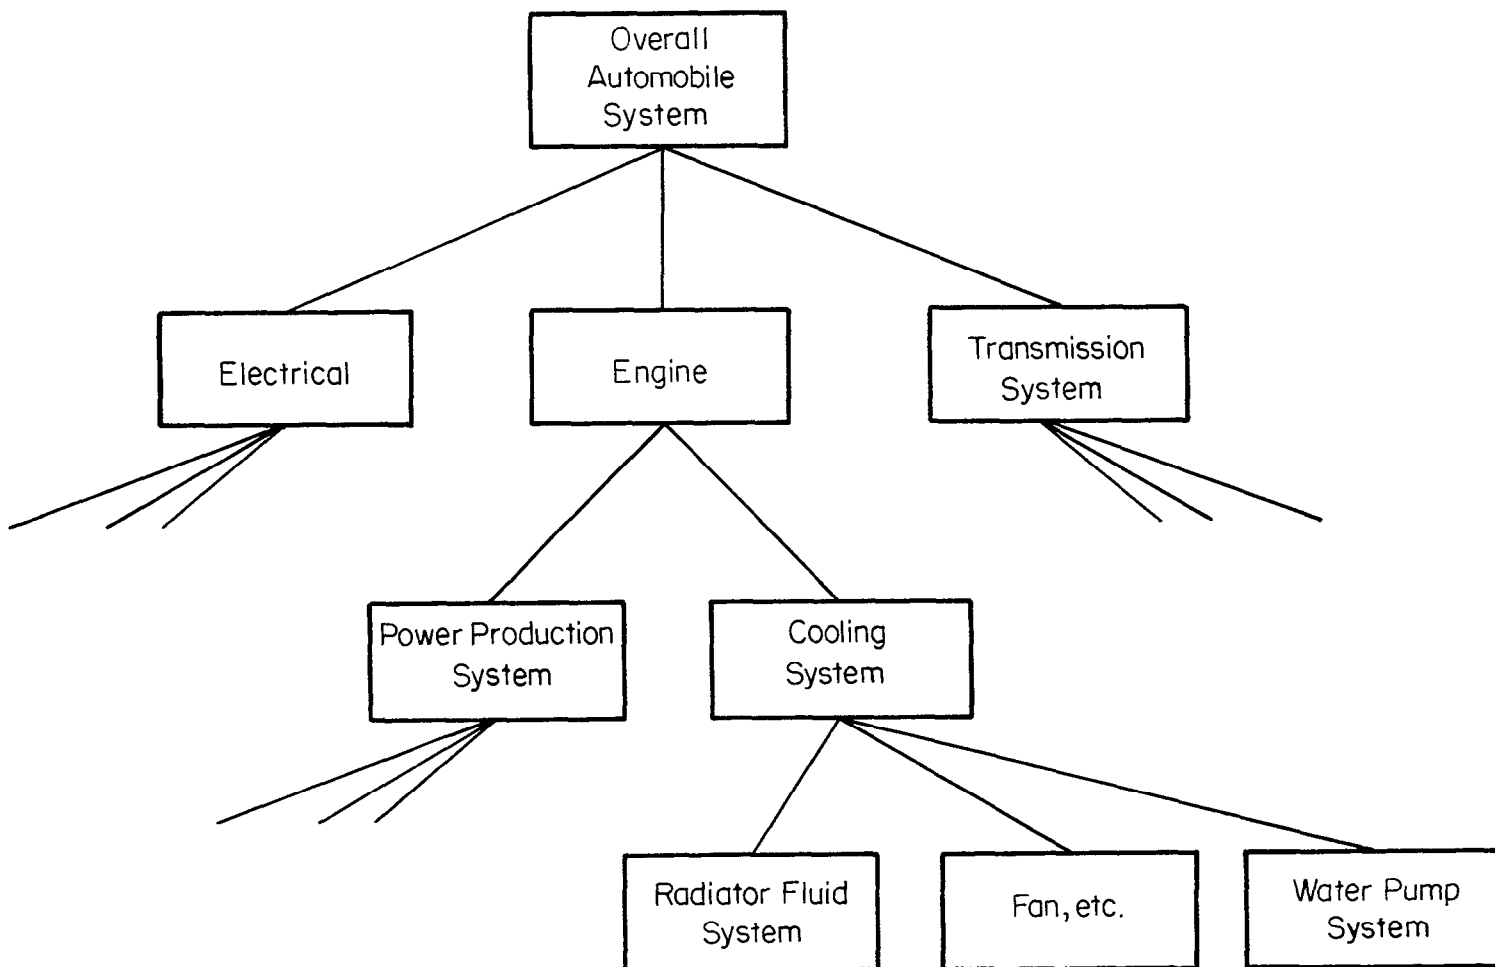 Overall
Automobile
System
Electrical
Engine
Transmission
System
Power Production
System
Cooling
System
Radiator Fluid
System
Fan, etc.
Water Pump
System